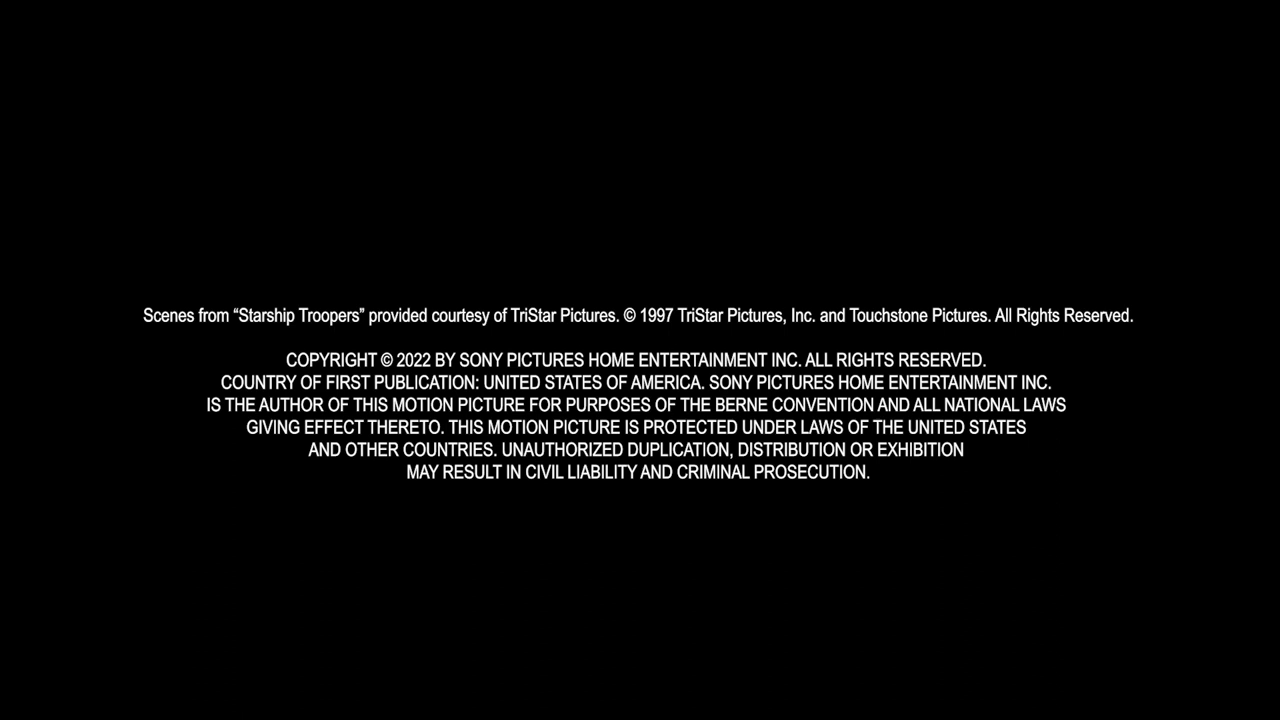 Scenes from “Starship Troopers” provided courtesy of TriStar Pictures. © 1997 TriStar Pictures, Inc. and Touchstone Pictures. All Rights Reserved.
COPYRIGHT © 2022 BY SONY PICTURES HOME ENTERTAINMENT INC. ALL RIGHTS RESERVED.
COUNTRY OF FIRST PUBLICATION: UNITED STATES OF AMERICA. SONY PICTURES HOME ENTERTAINMENT INC.
IS THE AUTHOR OF THIS MOTION PICTURE FOR PURPOSES OF THE BERNE CONVENTION AND ALL NATIONAL LAWS
GIVING EFFECT THERETO. THIS MOTION PICTURE IS PROTECTED UNDER LAWS OF THE UNITED STATES
AND OTHER COUNTRIES. UNAUTHORIZED DUPLICATION, DISTRIBUTION OR EXHIBITION
MAY RESULT IN CIVIL LIABILITY AND CRIMINAL PROSECUTION.